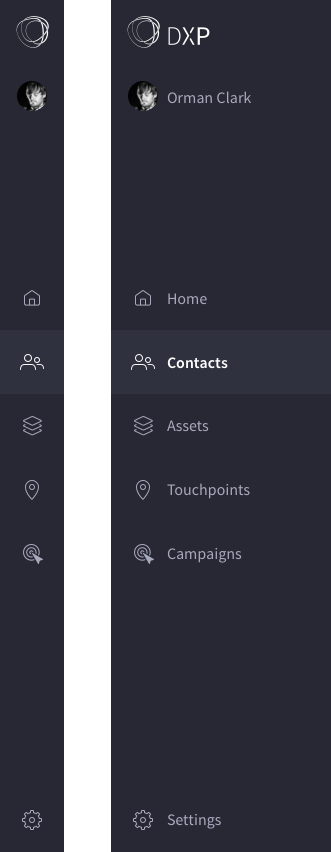 DXP
Orman Clark
Home
Contacts
Assets
Touchpoints
Campaigns
Settings